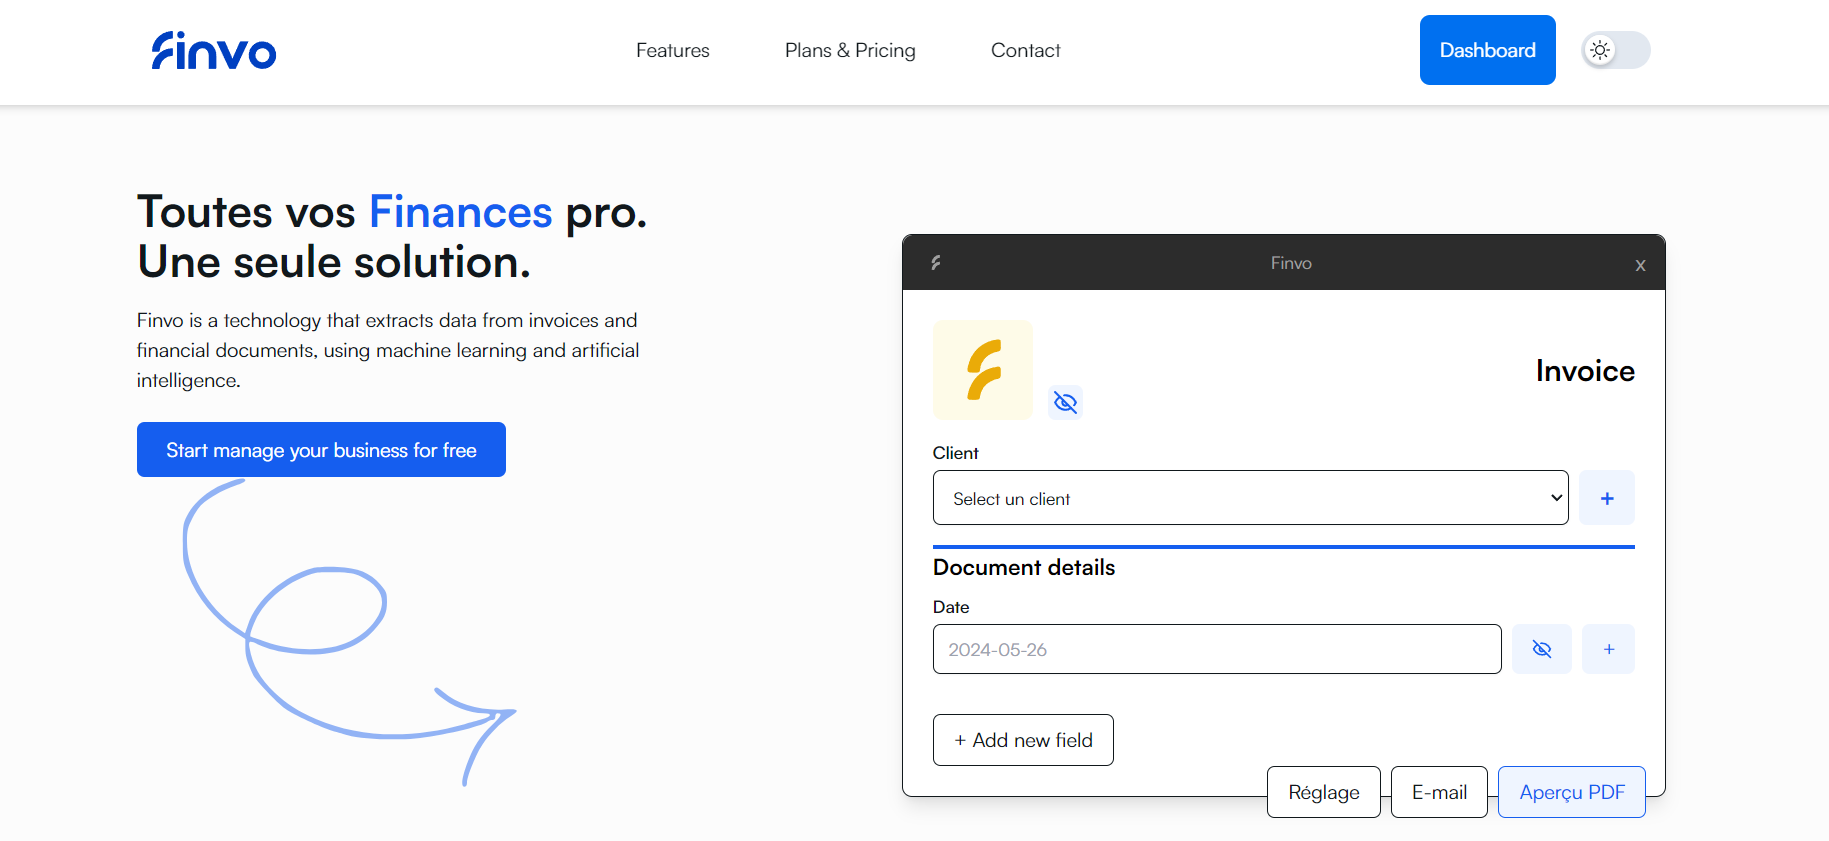 finvo
Features
Plans & Pricing
Contact
Dashboard
Toutes vos Finances pro.
Une seule solution.
Finvo is a technology that extracts data from invoices and
financial documents, using machine learning and artificial
intelligence.
Start manage your business for free
Finvo
x
Invoice
Client
Select un client
+
Document details
Date
2024-05-26
+
+ Add new field
Réglage
E-mail
Aperçu PDF